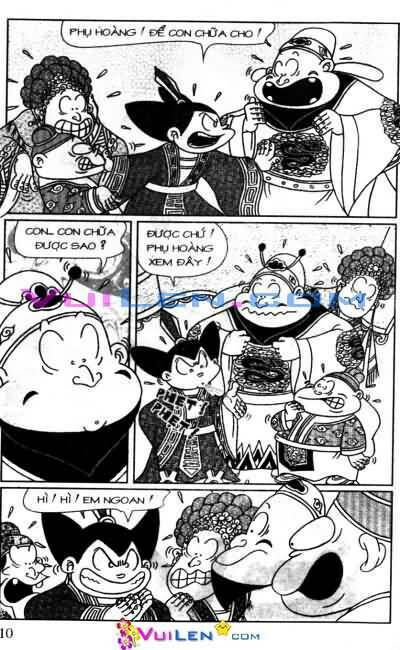 PHỤ HOÀNG! ĐỂ CON CHỮA CHO!
CON.. CON CHỮA
ĐƯỢC SAO?
ĐƯỢC CHỨ!
PHỤ HOÀNG
XEM ĐÂY!
VUILEN.COM
PHẸT!
PHẸT!
HÌ! HÌ! EM NGOAN!
10
VUILEN.COM